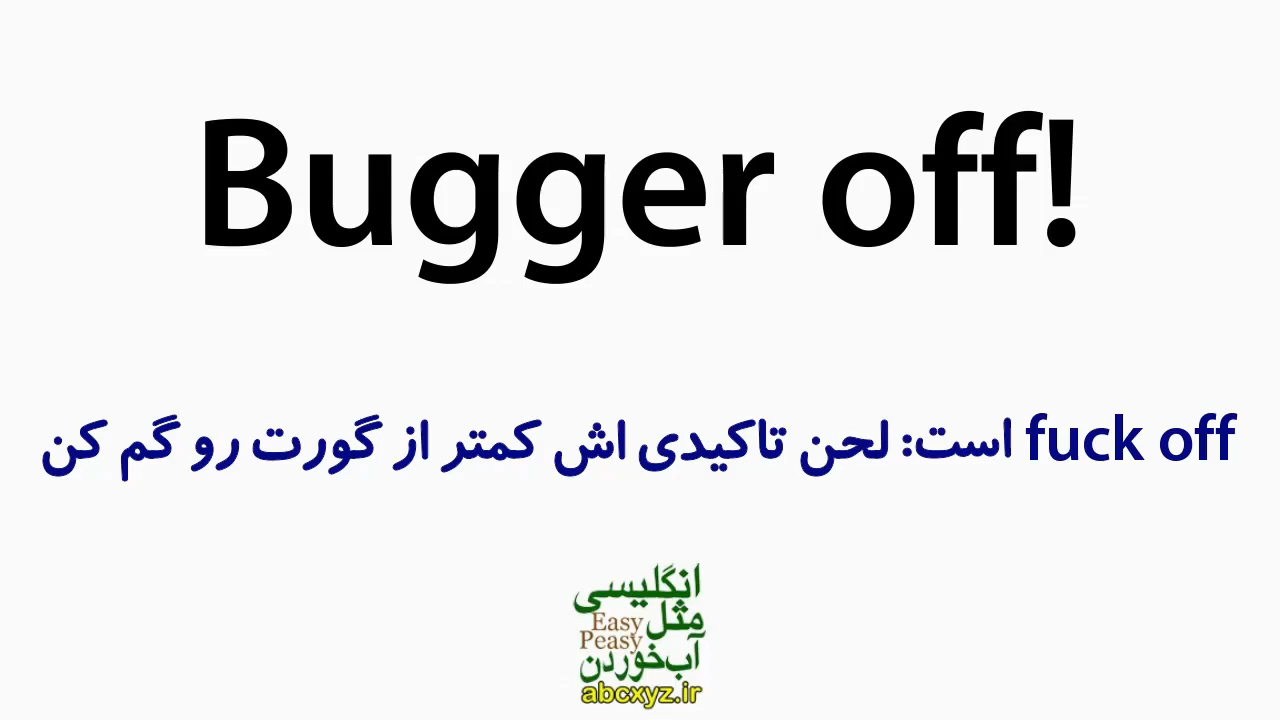 Bugger off!
fuck off است: لحن تاکیدی اش کمتر از گورت رو گم کن
انگلیسی
مثل
Easy
Peasy
آب‌خوردن
abcxyz.ir